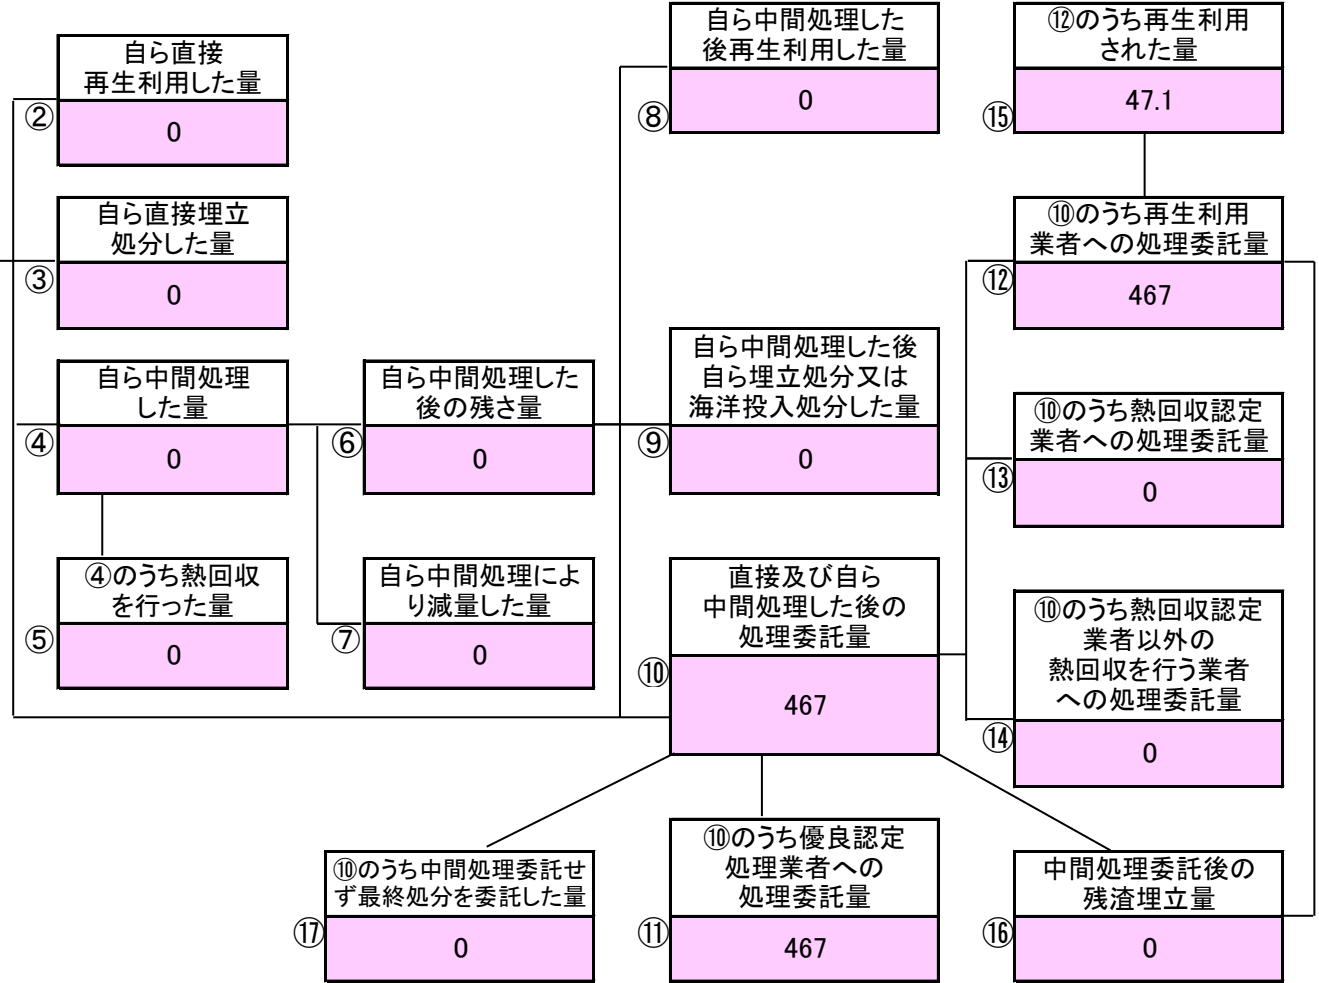 自ら直接
再生利用した量
②
0
自ら直接埋立
処分した量
③
0
自ら中間処理
した量
④
0
④のうち熱回収
を行った量
⑤
0
自ら中間処理した
後の残さ量
⑥
0
自ら中間処理によ
り減量した量
⑦
0
自ら中間処理した
後再生利用した量
⑧
0
自ら中間処理した後
自ら埋立処分又は
海洋投入処分した量
⑨
0
直接及び自ら
中間処理した後の
処理委託量
⑩
467
⑩のうち優良認定
処理業者への
処理委託量
⑪
467
⑫のうち再生利用
された量
⑮
47.1
⑩のうち再生利用
業者への処理委託量
⑫
467
⑩のうち熱回収認定
業者への処理委託量
⑬
0
⑩のうち熱回収認定
業者以外の
熱回収を行う業者
への処理委託量
⑭
0
中間処理委託後の
残渣埋立量
⑯
0
⑩のうち中間処理委託せ
ず最終処分を委託した量
⑰
0